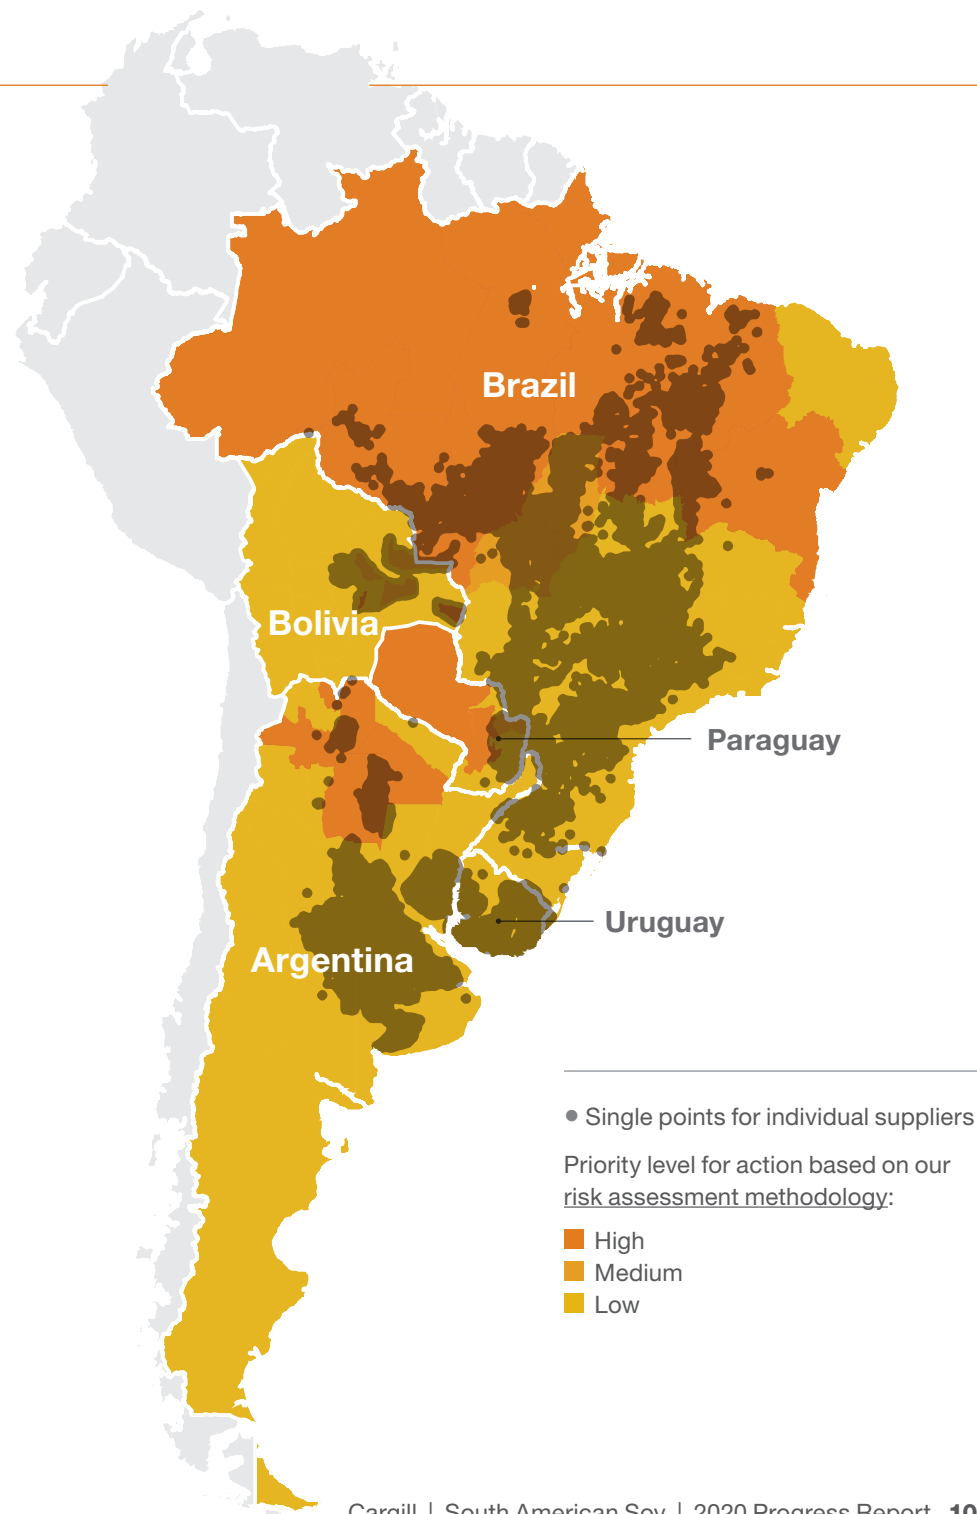 Brazil
Bolivia
Paraguay
Uruguay
Argentina
Single points for individual suppliers
Priority level for action based on our
risk assessment methodology:
High
Medium
Low
Cargill | South American Soy | 2020 Progress Report 10